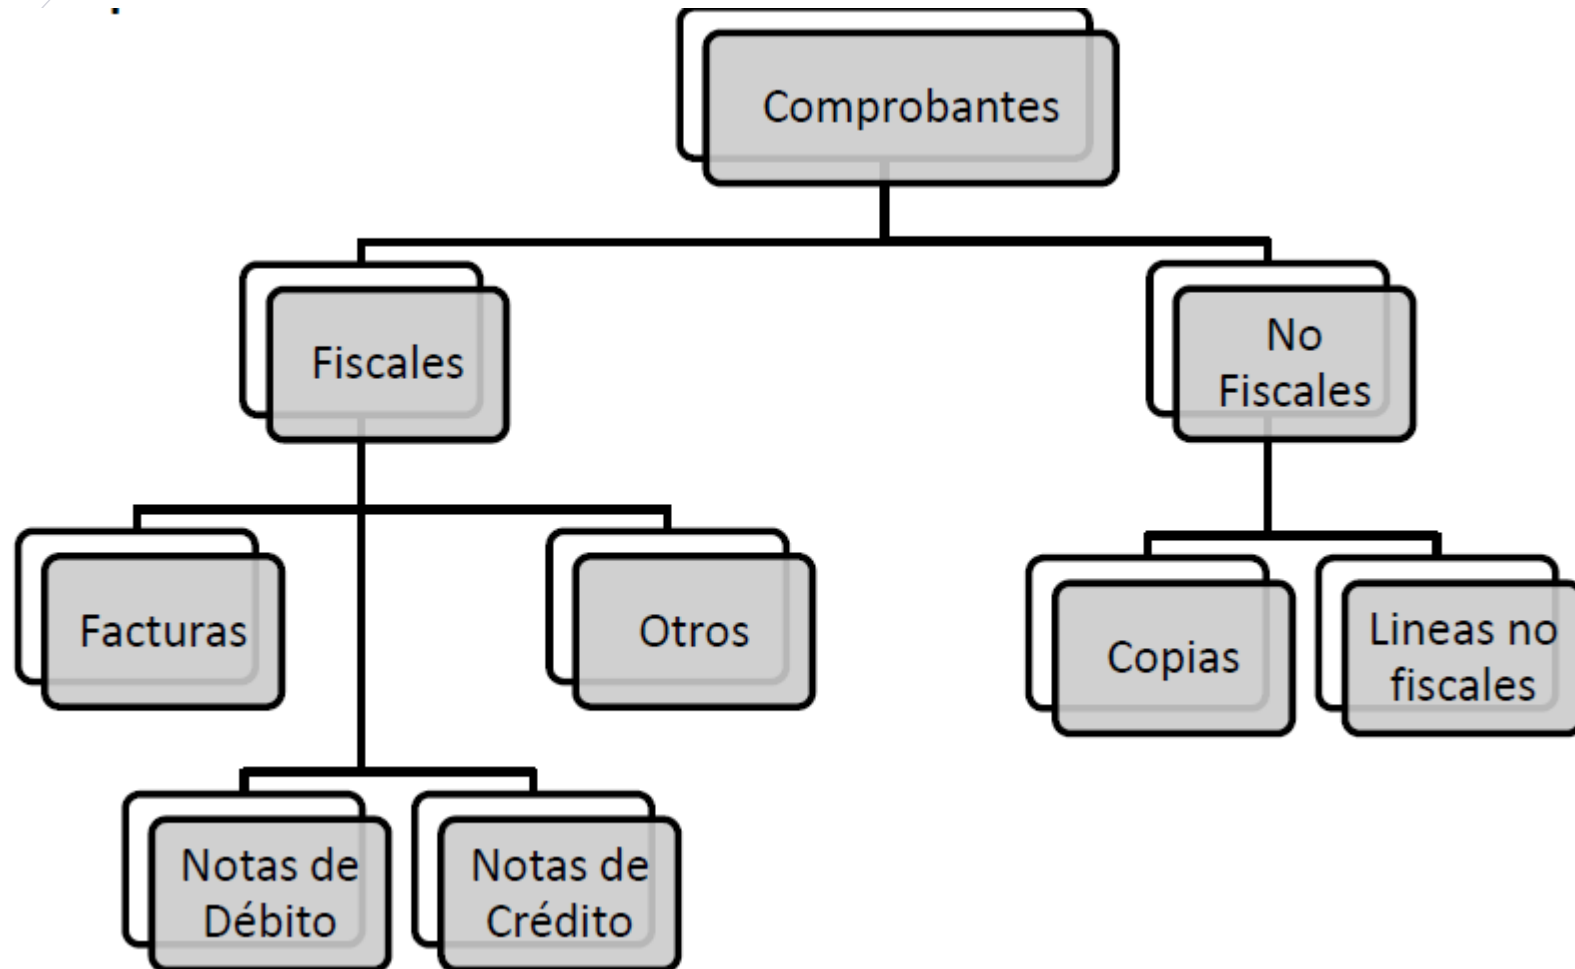 Comprobantes
Fiscales
No
Fiscales
Facturas
Otros
Copias
Lineas no
fiscales
Notas de
Débito
Notas de
Crédito